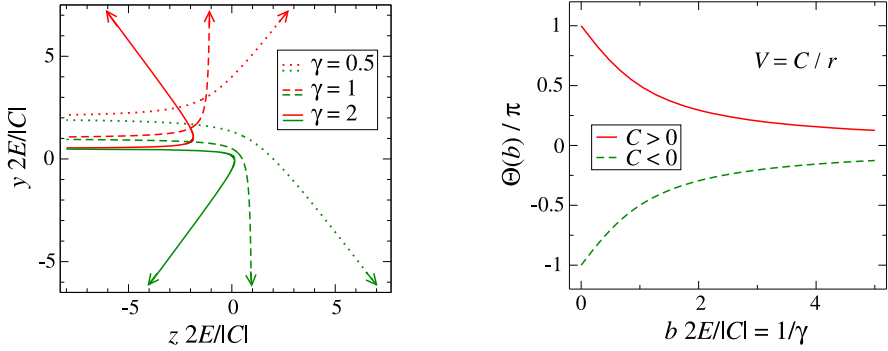 5
0
-5
y 2E/|C|
γ = 0.5
γ = 1
γ = 2
-5
0
5
z 2E/|C|
1
0.5
0
-0.5
-1
Θ(b) / π
V = C / r
C > 0
C < 0
0
2
4
b 2E/|C| = 1/γ